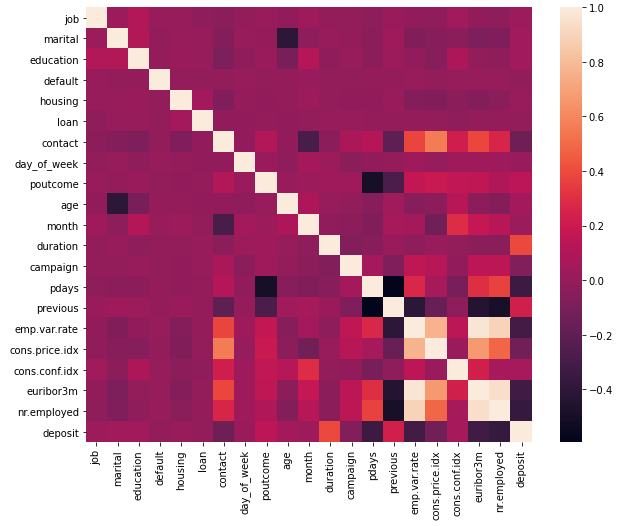 job
marital
education
default
housing
loan
contact
day_of_week
poutcome
age
month
duration
campaign
pdays
previous
emp.var.rate
cons.price.idx
cons.conf.idx
euribor3m
nr.employed
deposit
job
marital
education
default
housing
loan
contact
day_of_week
poutcome
age
month
duration
campaign
pdays
previous
emp.var.rate
cons.price.idx
cons.conf.idx
euribor3m
nr.employed
deposit
1.0
0.8
0.6
0.4
0.2
0.0
−0.2
−0.4